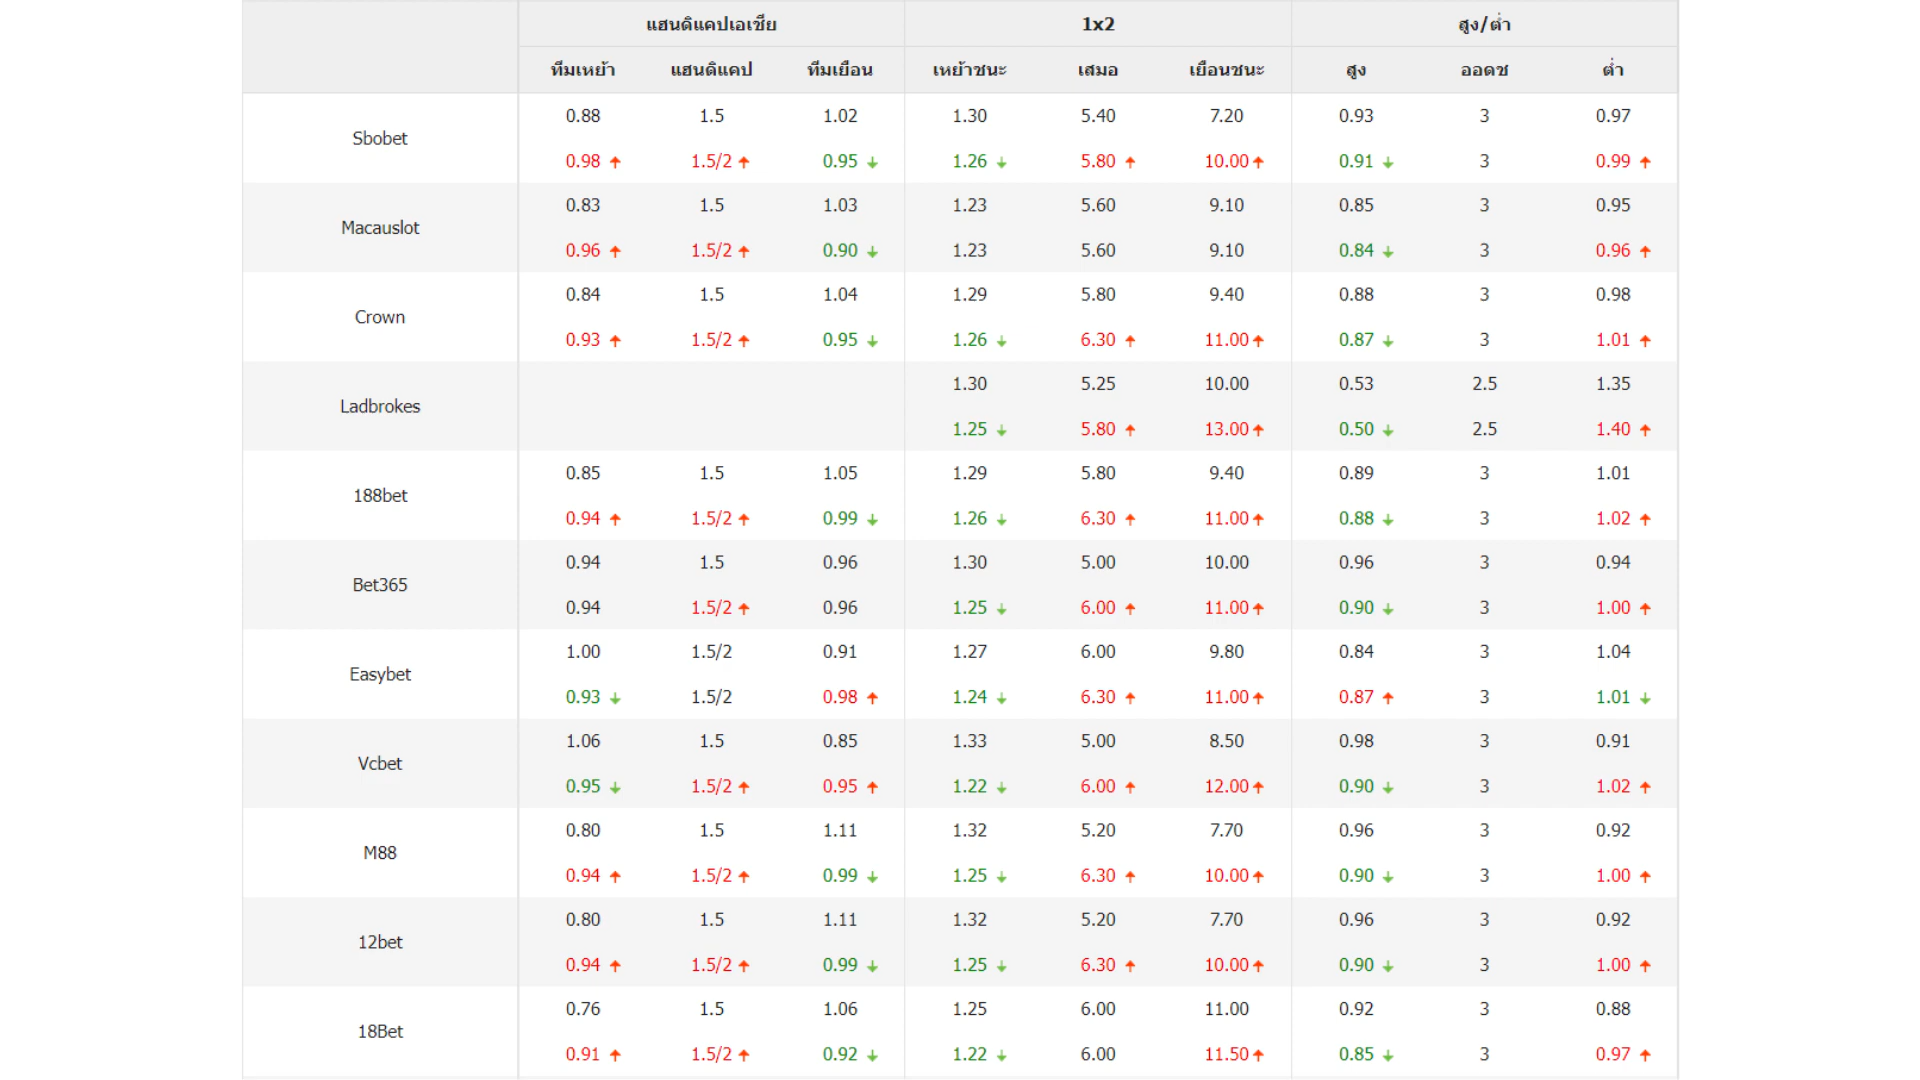 แฮนดิแคปเอเชีย 1x2 สูง/ต่ำ
ทีมเหย้า แฮนดิแคป ทีมเยือน เหย้าชนะ เสมอ เยือนชนะ สูง ออดซ ต่ำ
0.88 1.5 1.02 1.30 5.40 7.20 0.93 3 0.97
Sbobet
0.98 1.5/2 0.95 1.26 5.80 10.00 0.91 3 0.99
0.83 1.5 1.03 1.23 5.60 9.10 0.85 3 0.95
Macauslot
0.96 1.5/2 0.90 1.23 5.60 9.10 0.84 3 0.96
0.84 1.5 1.04 1.29 5.80 9.40 0.88 3 0.98
Crown
0.93 1.5/2 0.95 1.26 6.30 11.00 0.87 3 1.01
1.30 5.25 10.00 0.53 2.5 1.35
Ladbrokes
1.25 5.80 13.00 0.50 2.5 1.40
0.85 1.5 1.05 1.29 5.80 9.40 0.89 3 1.01
188bet
0.94 1.5/2 0.99 1.26 6.30 11.00 0.88 3 1.02
0.94 1.5 0.96 1.30 5.00 10.00 0.96 3 0.94
Bet365
0.94 1.5/2 0.96 1.25 6.00 11.00 0.90 3 1.00
1.00 1.5/2 0.91 1.27 6.00 9.80 0.84 3 1.04
Easybet
0.93 1.5/2 0.98 1.24 6.30 11.00 0.87 3 1.01
1.06 1.5 0.85 1.33 5.00 8.50 0.98 3 0.91
Vcbet
0.95 1.5/2 0.95 1.22 6.00 12.00 0.90 3 1.02
0.80 1.5 1.11 1.32 5.20 7.70 0.96 3 0.92
M88
0.94 1.5/2 0.99 1.25 6.30 10.00 0.90 3 1.00
0.80 1.5 1.11 1.32 5.20 7.70 0.96 3 0.92
12bet
0.94 1.5/2 0.99 1.25 6.30 10.00 0.90 3 1.00
0.76 1.5 1.06 1.25 6.00 11.00 0.92 3 0.88
18Bet
0.91 1.5/2 0.92 1.22 6.00 11.50 0.85 3 0.97